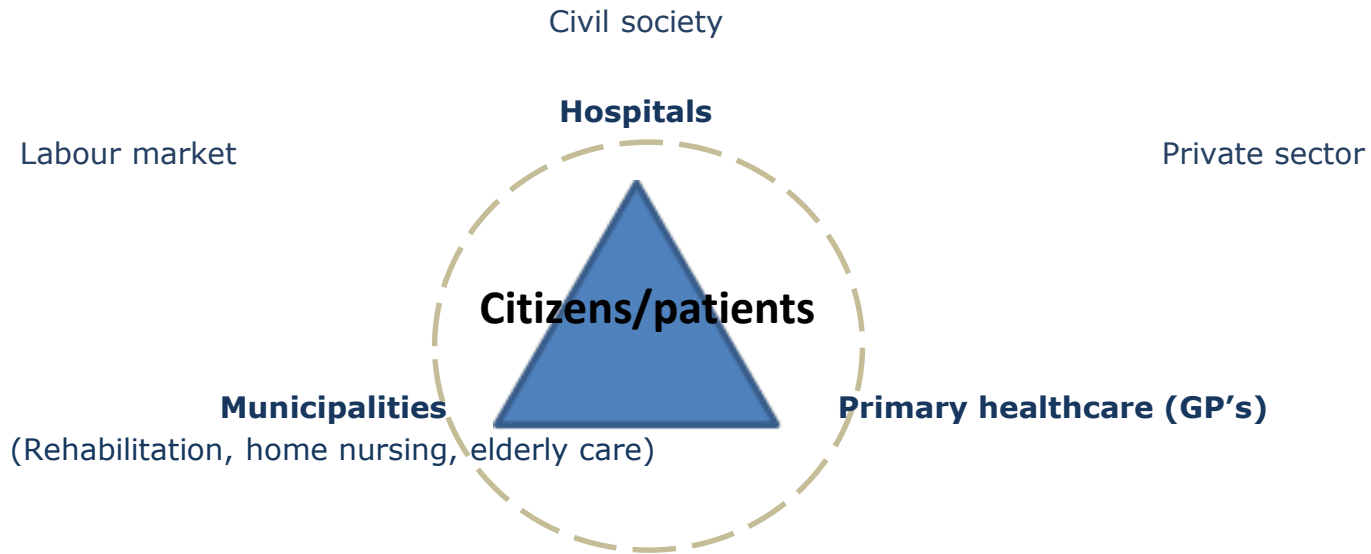 Civil society
Hospitals
Labour market
Private sector
Citizens/patients
Municipalities
Primary healthcare (GP’s)
(Rehabilitation, home nursing, elderly care)